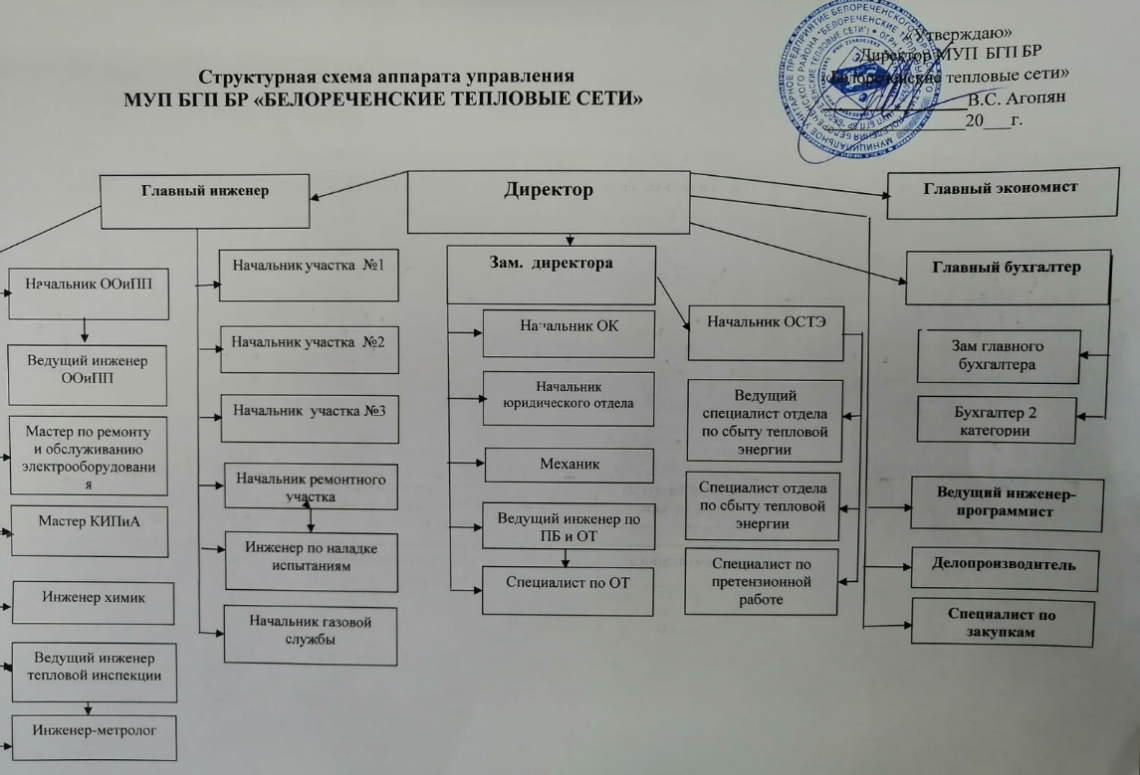 «Утверждаю»
Директор МУП БГП БР
«Белореченские тепловые сети»
В.С. Агопян
20___г.
Структурная схема аппарата управления
МУП БГП БР «БЕЛОРЕЧЕНСКИЕ ТЕПЛОВЫЕ СЕТИ»
Главный инженер
Директор
Главный экономист
Начальник ООиПП
Ведущий инженер
ООиПП
Мастер по ремонту
и обслуживанию
электрооборудовани
я
Мастер КИПиА
Инженер химик
Ведущий инженер
тепловой инспекции
Инженер-метролог
Начальник участка №1
Начальник участка №2
Начальник участка №3
Начальник ремонтного
участка
Инженер по наладке
испытаниям
Начальник газовой
службы
Зам. директора
Начальник ОК
Начальник
юридического отдела
Механик
Ведущий инженер по
ПБ и ОТ
Специалист по ОТ
Начальник ОСТЭ
Ведущий
специалист отдела
по сбыту тепловой
энергии
Специалист отдела
по сбыту тепловой
энергии
Специалист по
претензионной
работе
Главный бухгалтер
Зам главного
бухгалтера
Бухгалтер 2
категории
Ведущий инженер-
программист
Делопроизводитель
Специалист по
закупкам